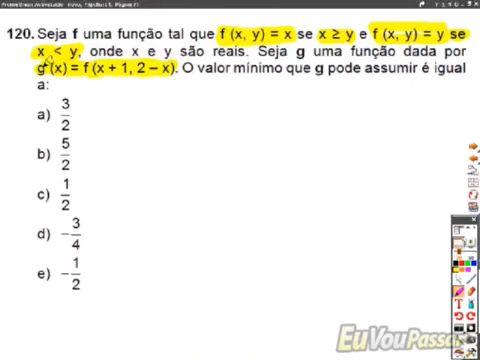 120. Seja f uma função tal que f (x, y) = x se x ≥ y e f (x, y) = y se
x < y, onde x e y são reais. Seja g uma função dada por
g (x) = f (x + 1, 2 – x). O valor mínimo que g pode assumir é igual
a:
a) 3/2
b) 5/2
c) 1/2
d) –3/4
e) –1/2
EuVouPassar